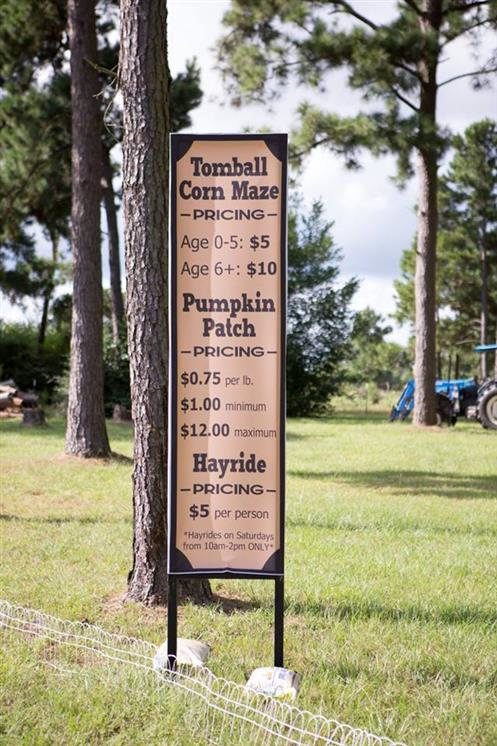 Tomball
Corn Maze
-PRICING-
Age 0-5: $5
Age 6+: $10
Pumpkin
Patch
-PRICING-
$0.75 per lb.
$1.00 minimum
$12.00 maximum
Hayride
-PRICING-
$5 per person
*Hayrides on Saturdays
from 10am-2pm ONLY*